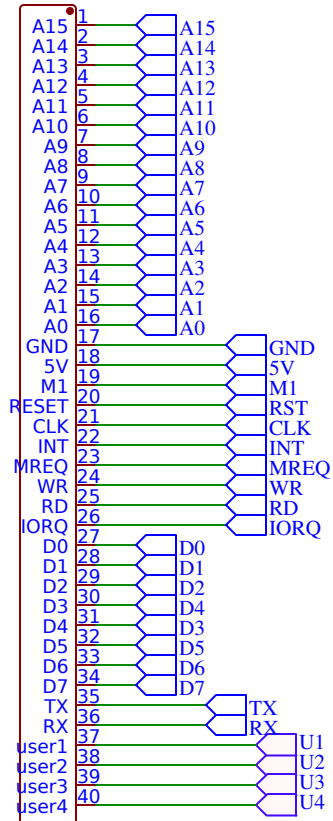 A15 1 A15
A14 2 A14
A13 3 A13
A12 4 A12
A11 5 A11
A10 6 A10
A9 7 A9
A8 8 A8
A7 9 A7
A6 10 A6
A5 11 A5
A4 12 A4
A3 13 A3
A2 14 A2
A1 15 A1
A0 16 A0
GND 17 GND
5V 18 5V
M1 19 M1
RESET 20 RST
CLK 21 CLK
INT 22 INT
MREQ 23 MREQ
WR 24 WR
RD 25 RD
IORQ 26 IORQ
D0 27 D0
D1 28 D1
D2 29 D2
D3 30 D4
D4 31 D3
D5 32 D5
D6 33 D6
D7 34 D7
TX 35 TX
RX 36 RX
user1 37 U1
user2 38 U2
user3 39 U3
user4 40 U4